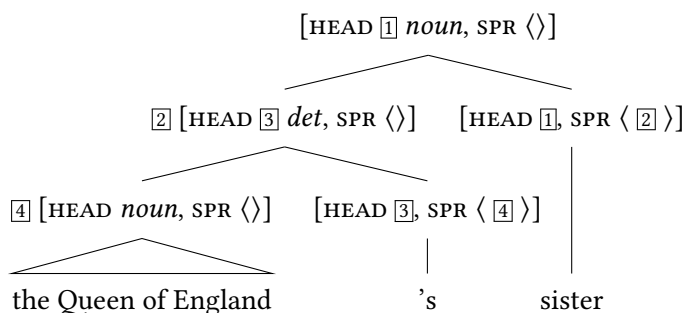 [HEAD 1 noun, SPR ⟨⟩]
2 [HEAD 3 det, SPR ⟨⟩] [HEAD 1, SPR ⟨ 2 ⟩]
4 [HEAD noun, SPR ⟨⟩] [HEAD 3, SPR ⟨ 4 ⟩]
the Queen of England 's sister